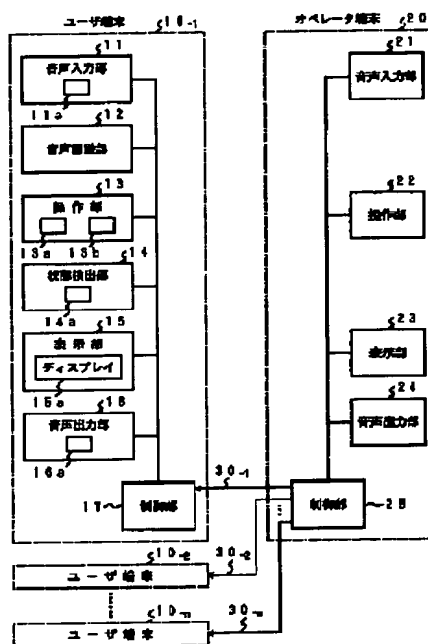 ユーザ端末
10-1
オペレータ端末
20
11
音声入力部
11a
12
音声認識部
13
操作部
13a
13b
14
状態検出部
14a
15
表示部
ディスプレイ
15a
16
音声出力部
16a
17
制御部
21
音声入力部
22
操作部
23
表示部
24
音声出力部
制御部
25
30-1
10-2
30-2
ユーザ端末
10-n
30-n
ユーザ端末